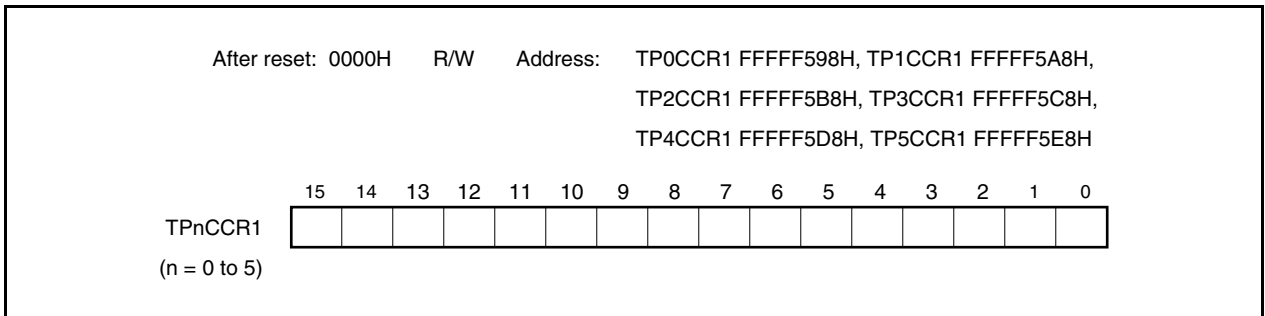 After reset: 0000H R/W Address: TP0CCR1 FFFFF598H, TP1CCR1 FFFFF5A8H,
TP2CCR1 FFFFF5B8H, TP3CCR1 FFFFF5C8H,
TP4CCR1 FFFFF5D8H, TP5CCR1 FFFFF5E8H
15 14 13 12 11 10 9 8 7 6 5 4 3 2 1 0
TPnCCR1
(n = 0 to 5)